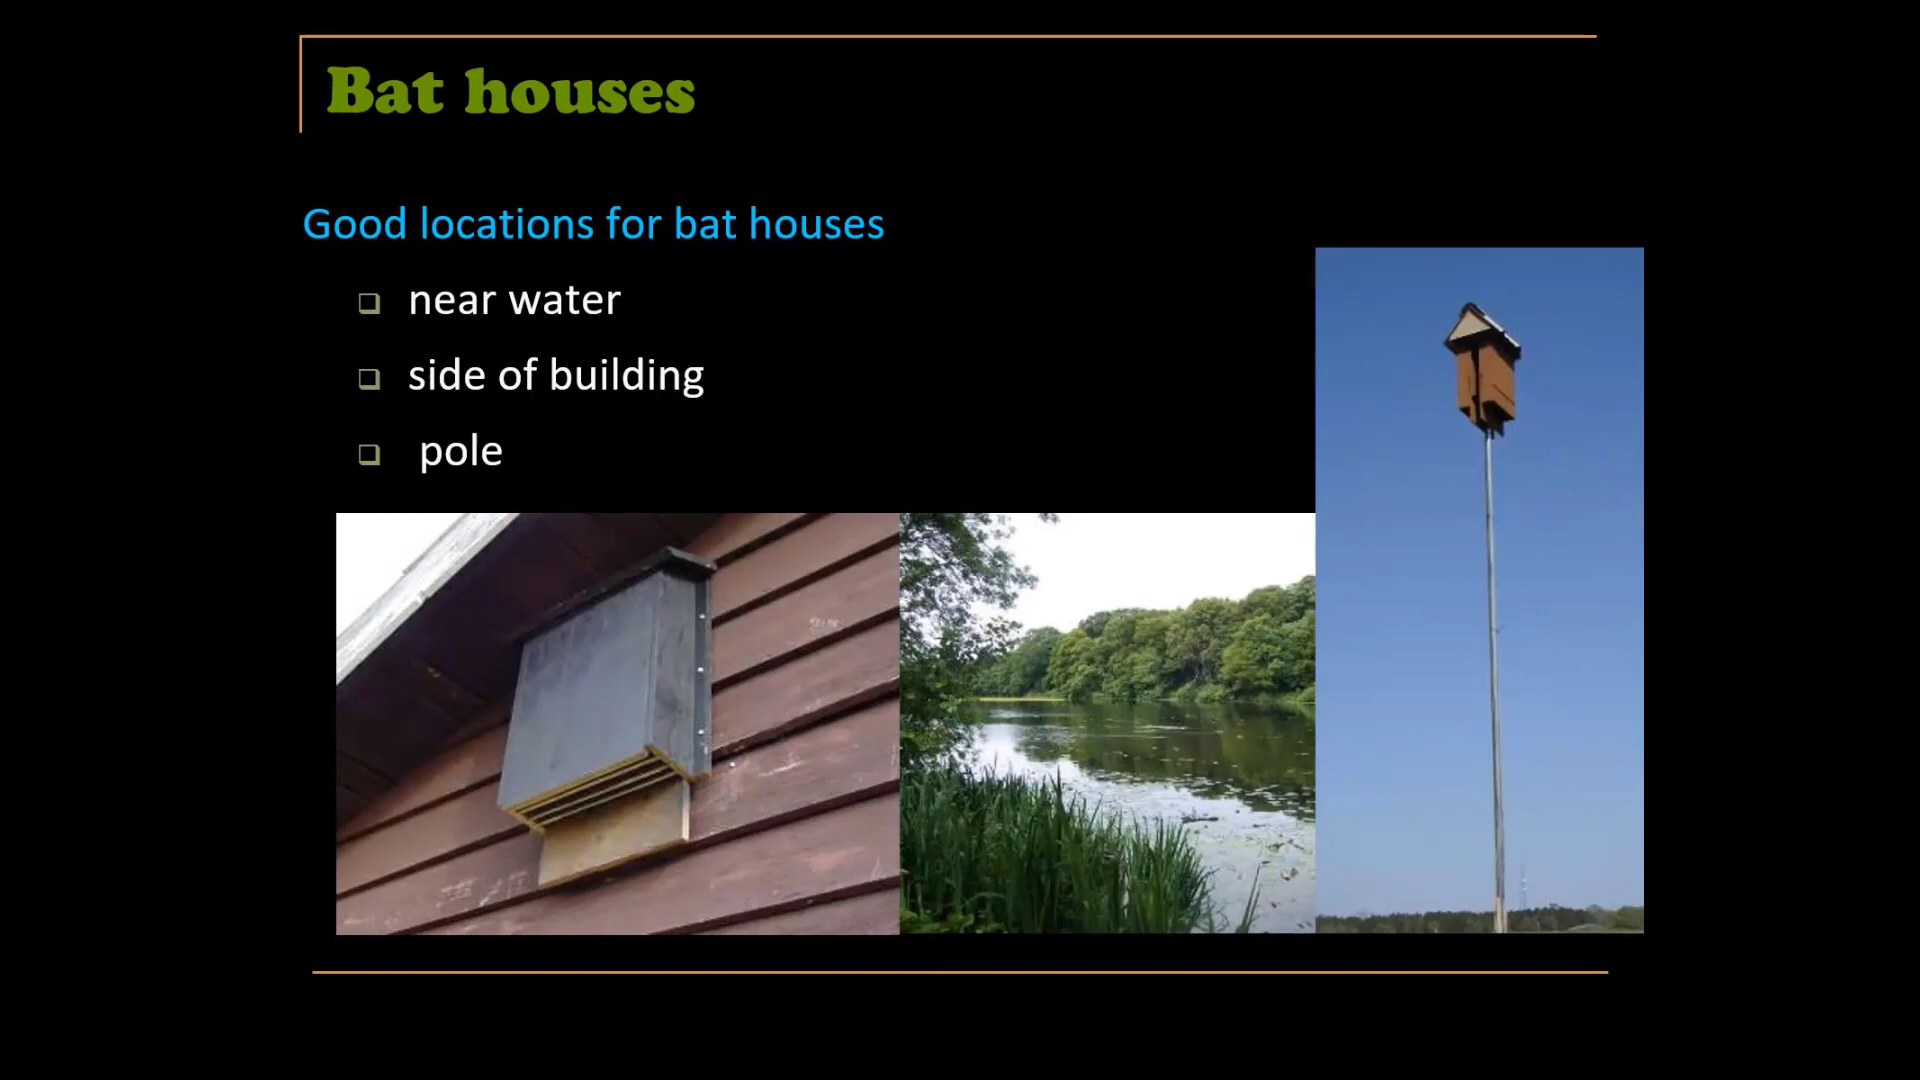 Bat houses
Good locations for bat houses
near water
side of building
pole